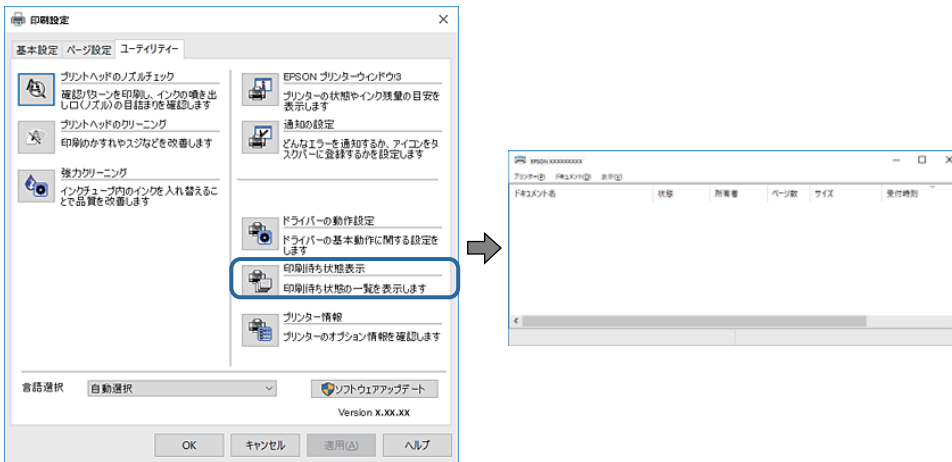 印刷設定
基本設定 ページ設定 ユーティリティー
プリントヘッドのノズルチェック
確認パターンを印刷し、インクの噴き出
し口(ノズル)の目詰まりを確認します
プリントヘッドのクリーニング
印刷のかすれやスジなどを改善します
強力クリーニング
インクチューブ内のインクを入れ替えるこ
とで品質を改善します
EPSON プリンターウィンドウ!3
プリンターの状態やインク残量の目安を
表示します
通知の設定
どんなエラーを通知するか、アイコンをタ
スクバーに登録するかを設定します
ドライバーの動作設定
ドライバーの基本動作に関する設定を
します
印刷待ち状態表示
印刷待ち状態の一覧を表示します
プリンター情報
プリンターのオプション情報を確認します
言語選択 自動選択
ソフトウェアアップデート
Version X.XX.XX
OK キャンセル 適用(A) ヘルプ
EPSON XXXXXXXXXX
プリンター(P) ドキュメント(D) 表示(V)
ドキュメント名 状態 所有者 ページ数 サイズ 受付時刻